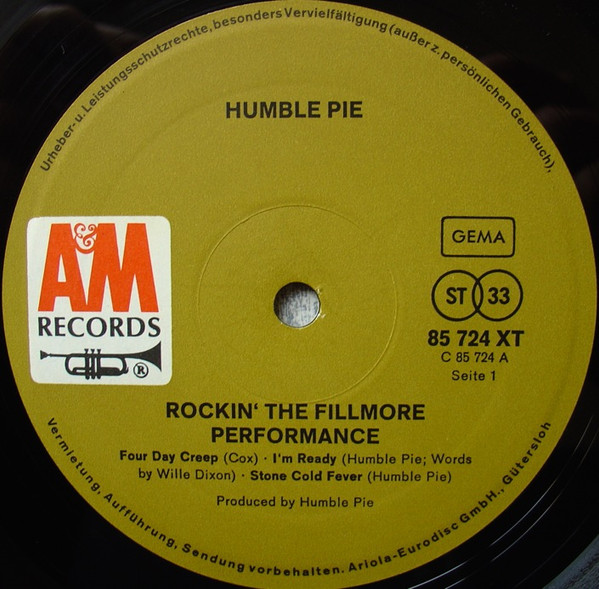 Urheber- u. Leistungsschutzrechte, besonders Vervielfältigung (außer z. persönlichen Gebrauch),
HUMBLE PIE
A&M
RECORDS
®
GEMA
ST 33
85 724 XT
C 85 724 A
Seite 1
ROCKIN' THE FILLMORE
PERFORMANCE
Four Day Creep (Cox) · I'm Ready (Humble Pie; Words
by Wille Dixon) · Stone Cold Fever (Humble Pie)
Produced by Humble Pie
Vermietung, Aufführung, Sendung vorbehalten. Ariola-Eurodisc GmbH., Gütersloh